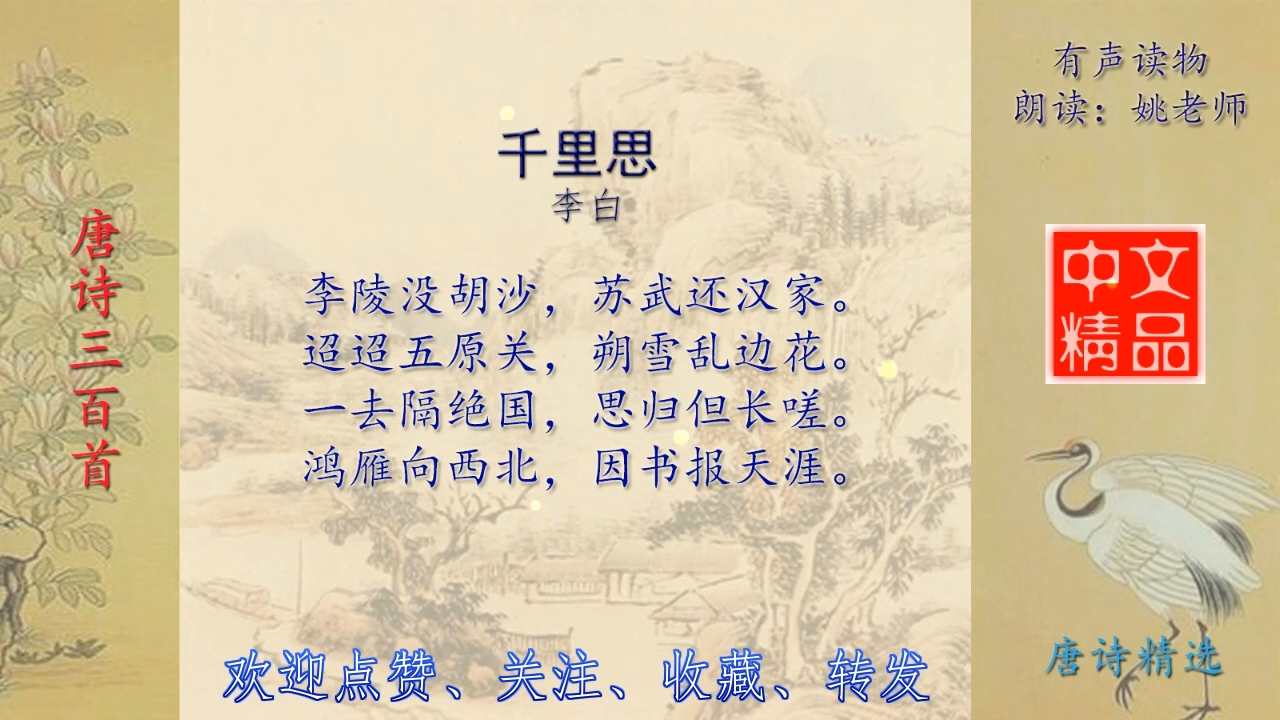 有声读物
朗读：姚老师
千里思
李白
李陵没胡沙，苏武还汉家。
迢迢五原关，朔雪乱边花。
一去隔绝国，思归但长嗟。
鸿雁向西北，因书报天涯。
唐诗三百首
中文
精品
唐诗精选
欢迎点赞、关注、收藏、转发